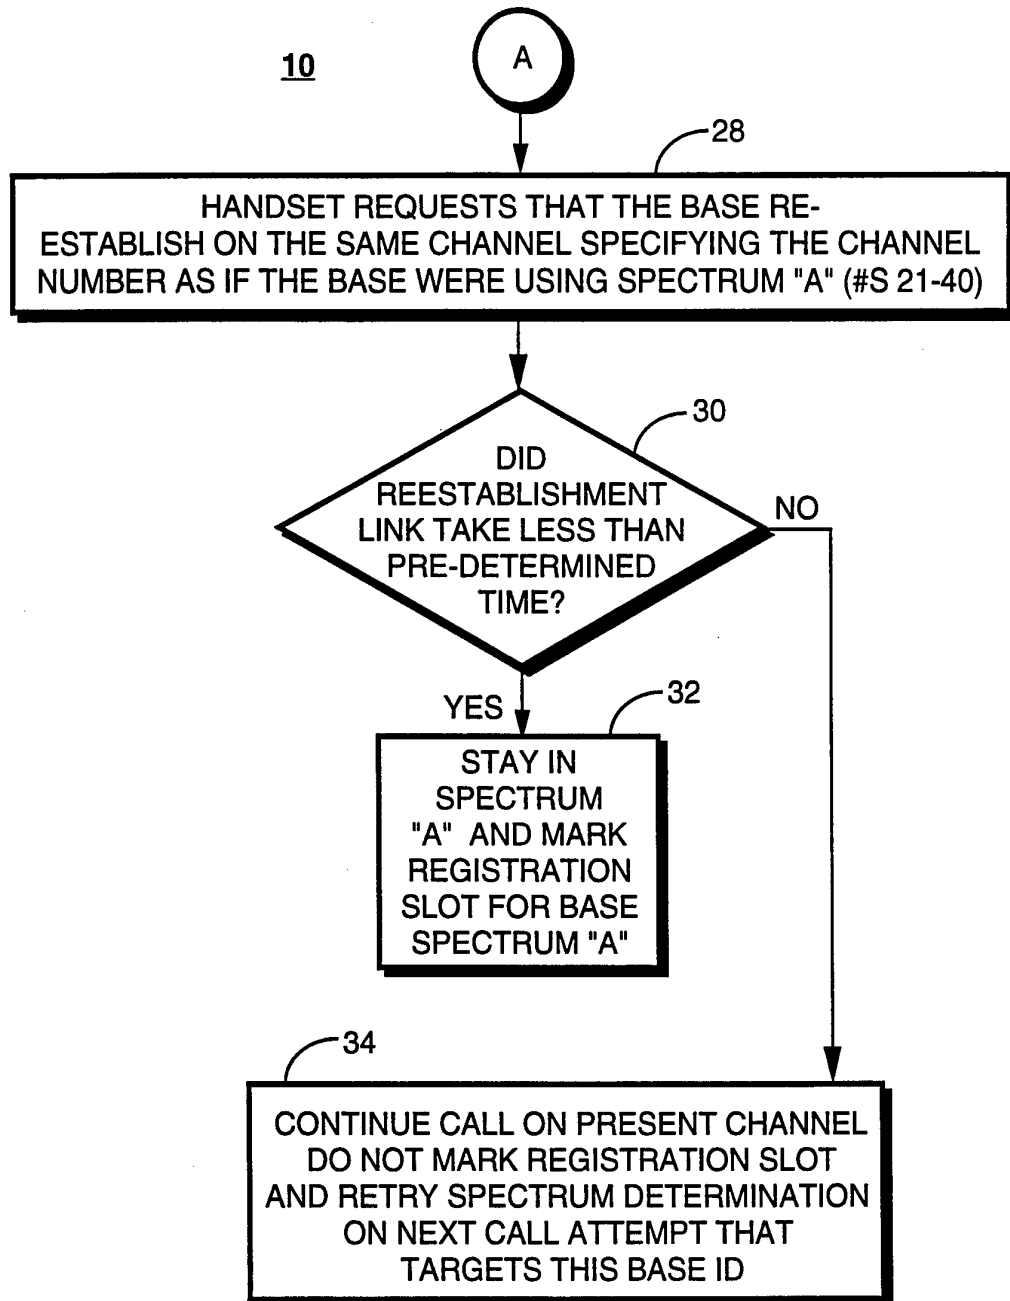 10
A
28
HANDSET REQUESTS THAT THE BASE RE-
ESTABLISH ON THE SAME CHANNEL SPECIFYING THE CHANNEL
NUMBER AS IF THE BASE WERE USING SPECTRUM "A" (#S 21-40)
30
DID
REESTABLISHMENT
LINK TAKE LESS THAN
PRE-DETERMINED
TIME?
NO
YES
32
STAY IN
SPECTRUM
"A" AND MARK
REGISTRATION
SLOT FOR BASE
SPECTRUM "A"
34
CONTINUE CALL ON PRESENT CHANNEL
DO NOT MARK REGISTRATION SLOT
AND RETRY SPECTRUM DETERMINATION
ON NEXT CALL ATTEMPT THAT
TARGETS THIS BASE ID